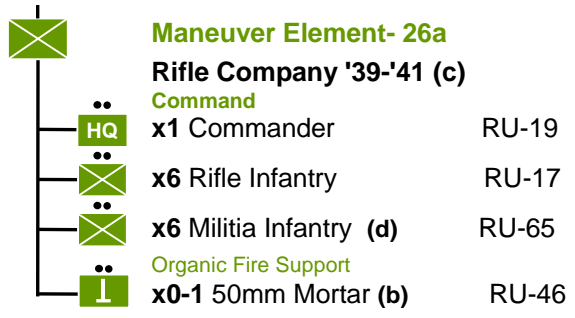 Maneuver Element- 26a
Rifle Company '39-'41 (c)
Command
HQ x1 Commander RU-19
x6 Rifle Infantry RU-17
x6 Militia Infantry (d) RU-65
Organic Fire Support
x0-1 50mm Mortar (b) RU-46